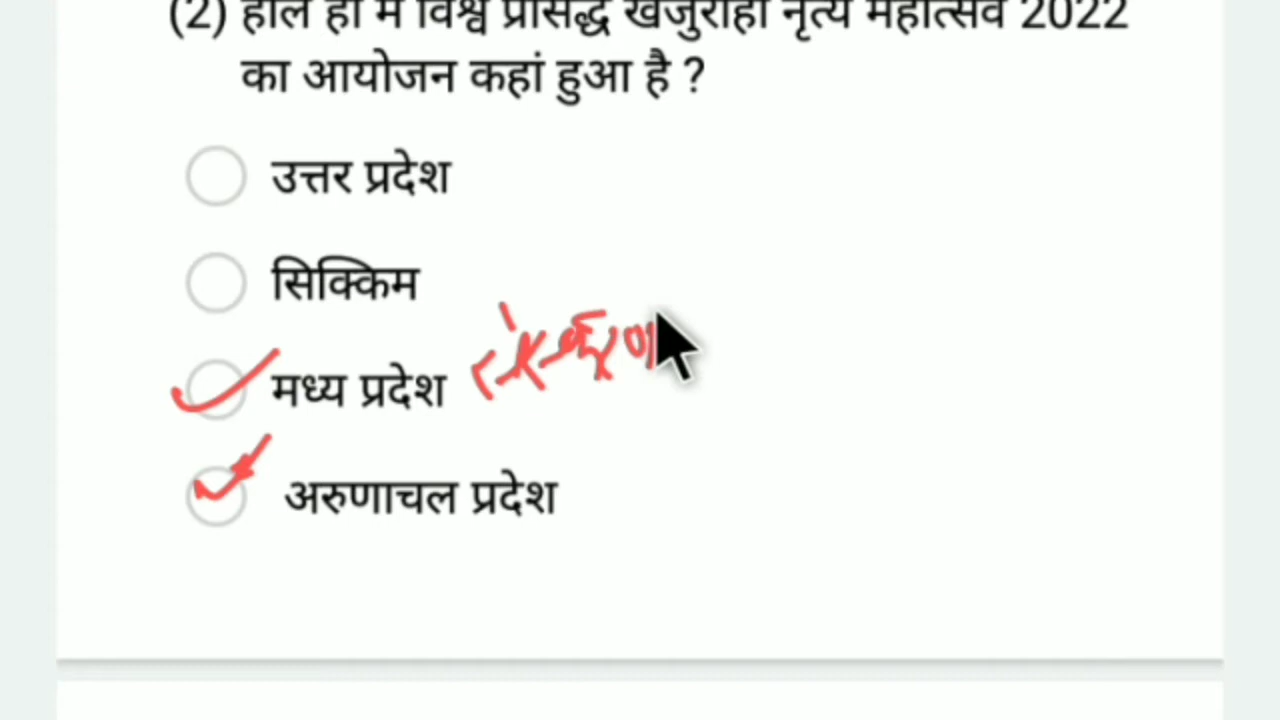 (2) हाल ही में विश्व प्रसिद्ध खजुराहो नृत्य महोत्सव 2022
का आयोजन कहां हुआ है ?
उत्तर प्रदेश
सिक्किम
मध्य प्रदेश
अरुणाचल प्रदेश